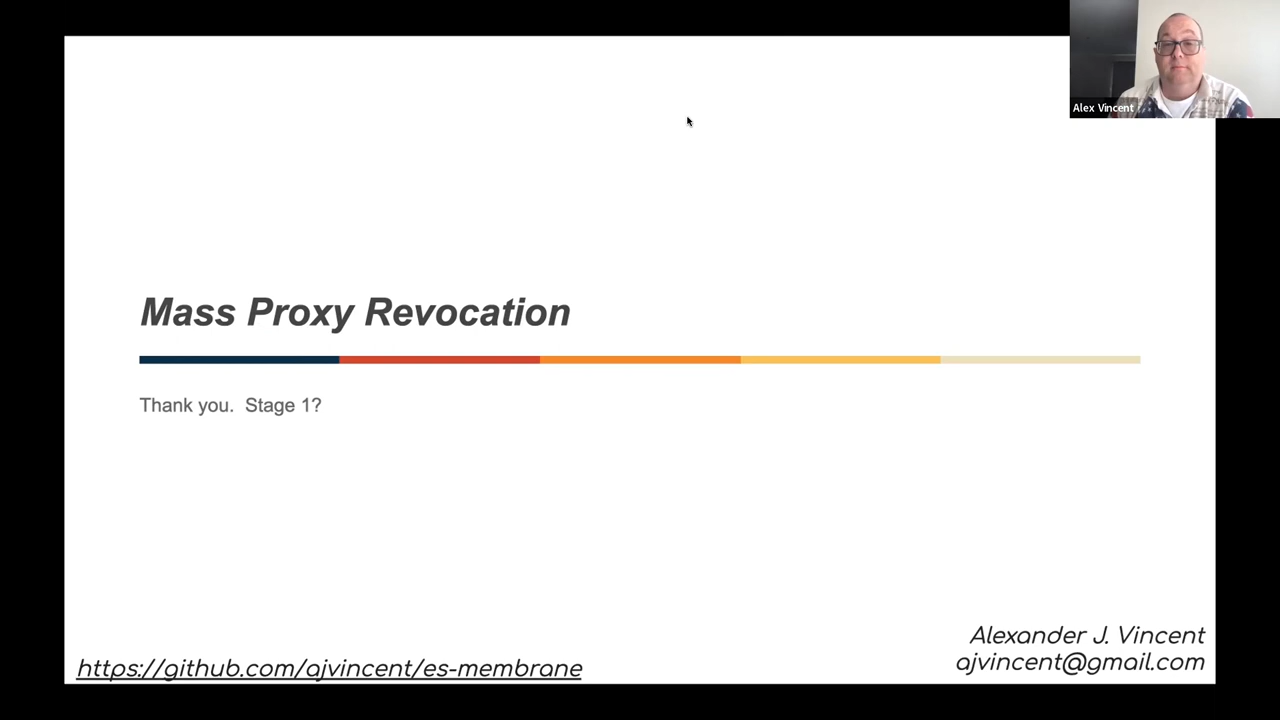 Alex Vincent
Mass Proxy Revocation
Thank you.  Stage 1?
Alexander J. Vincent
https://github.com/ajvincent/es-membrane
ajvincent@gmail.com